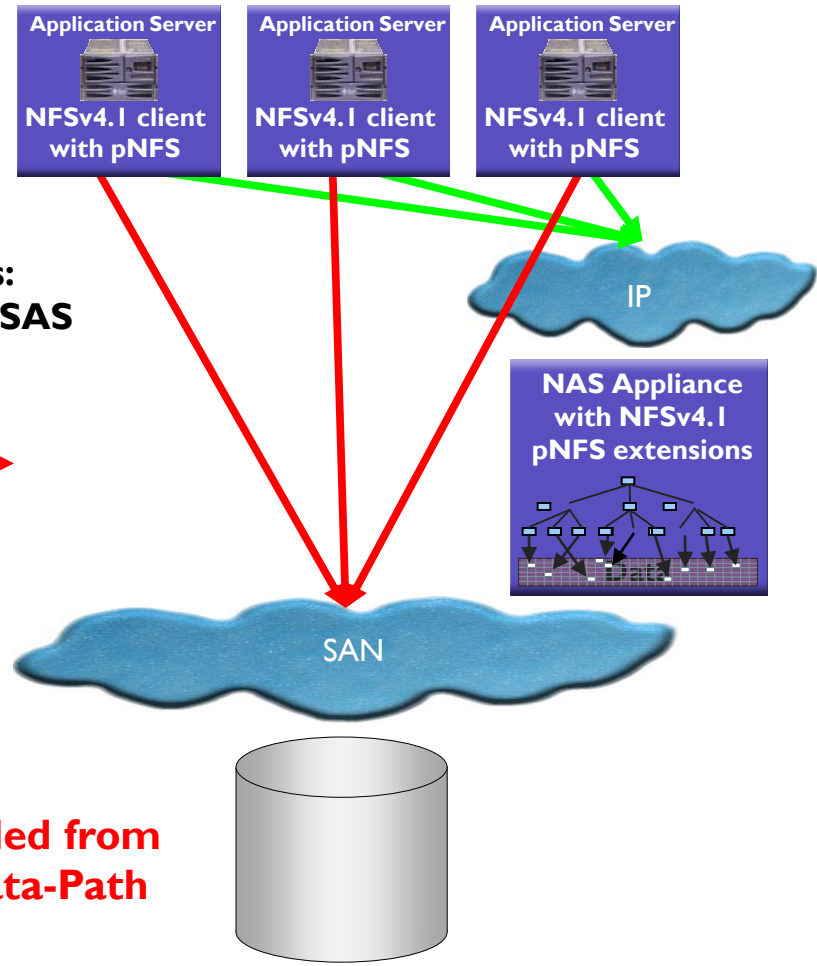 Application Server
NFSv4.1 client
with pNFS
Application Server
NFSv4.1 client
with pNFS
Application Server
NFSv4.1 client
with pNFS
s:
SAS
IP
NAS Appliance
with NFSv4.1
pNFS extensions
Data
SAN
led from
ta-Path